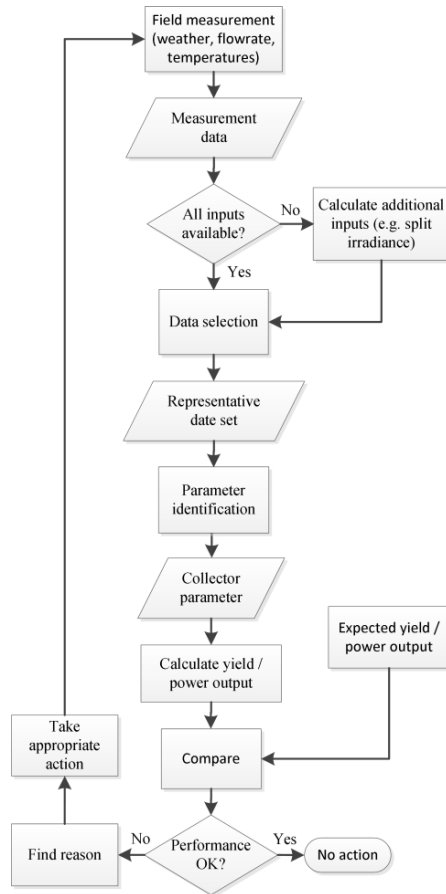 Field measurement
(weather, flowrate,
temperatures)
Measurement
data
All inputs
available?
No
Calculate additional
inputs (e.g. split
irradiance)
Yes
Data selection
Representative
date set
Parameter
identification
Collector
parameter
Expected yield /
power output
Calculate yield /
power output
Take
appropriate
action
Compare
Find reason
No
Performance
OK?
Yes
No action